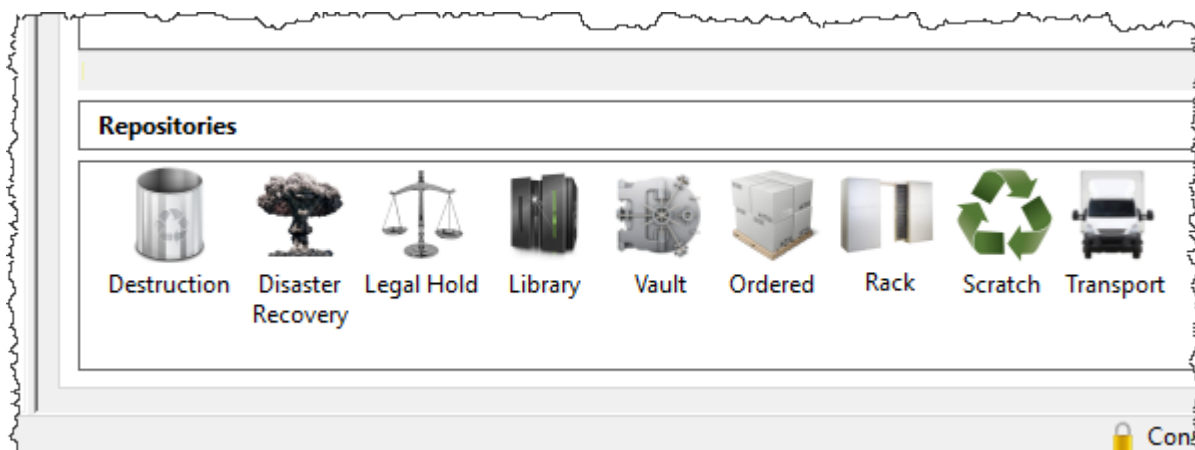 Repositories
Destruction
Disaster
Recovery
Legal Hold
Library
Vault
Ordered
Rack
Scratch
Transport